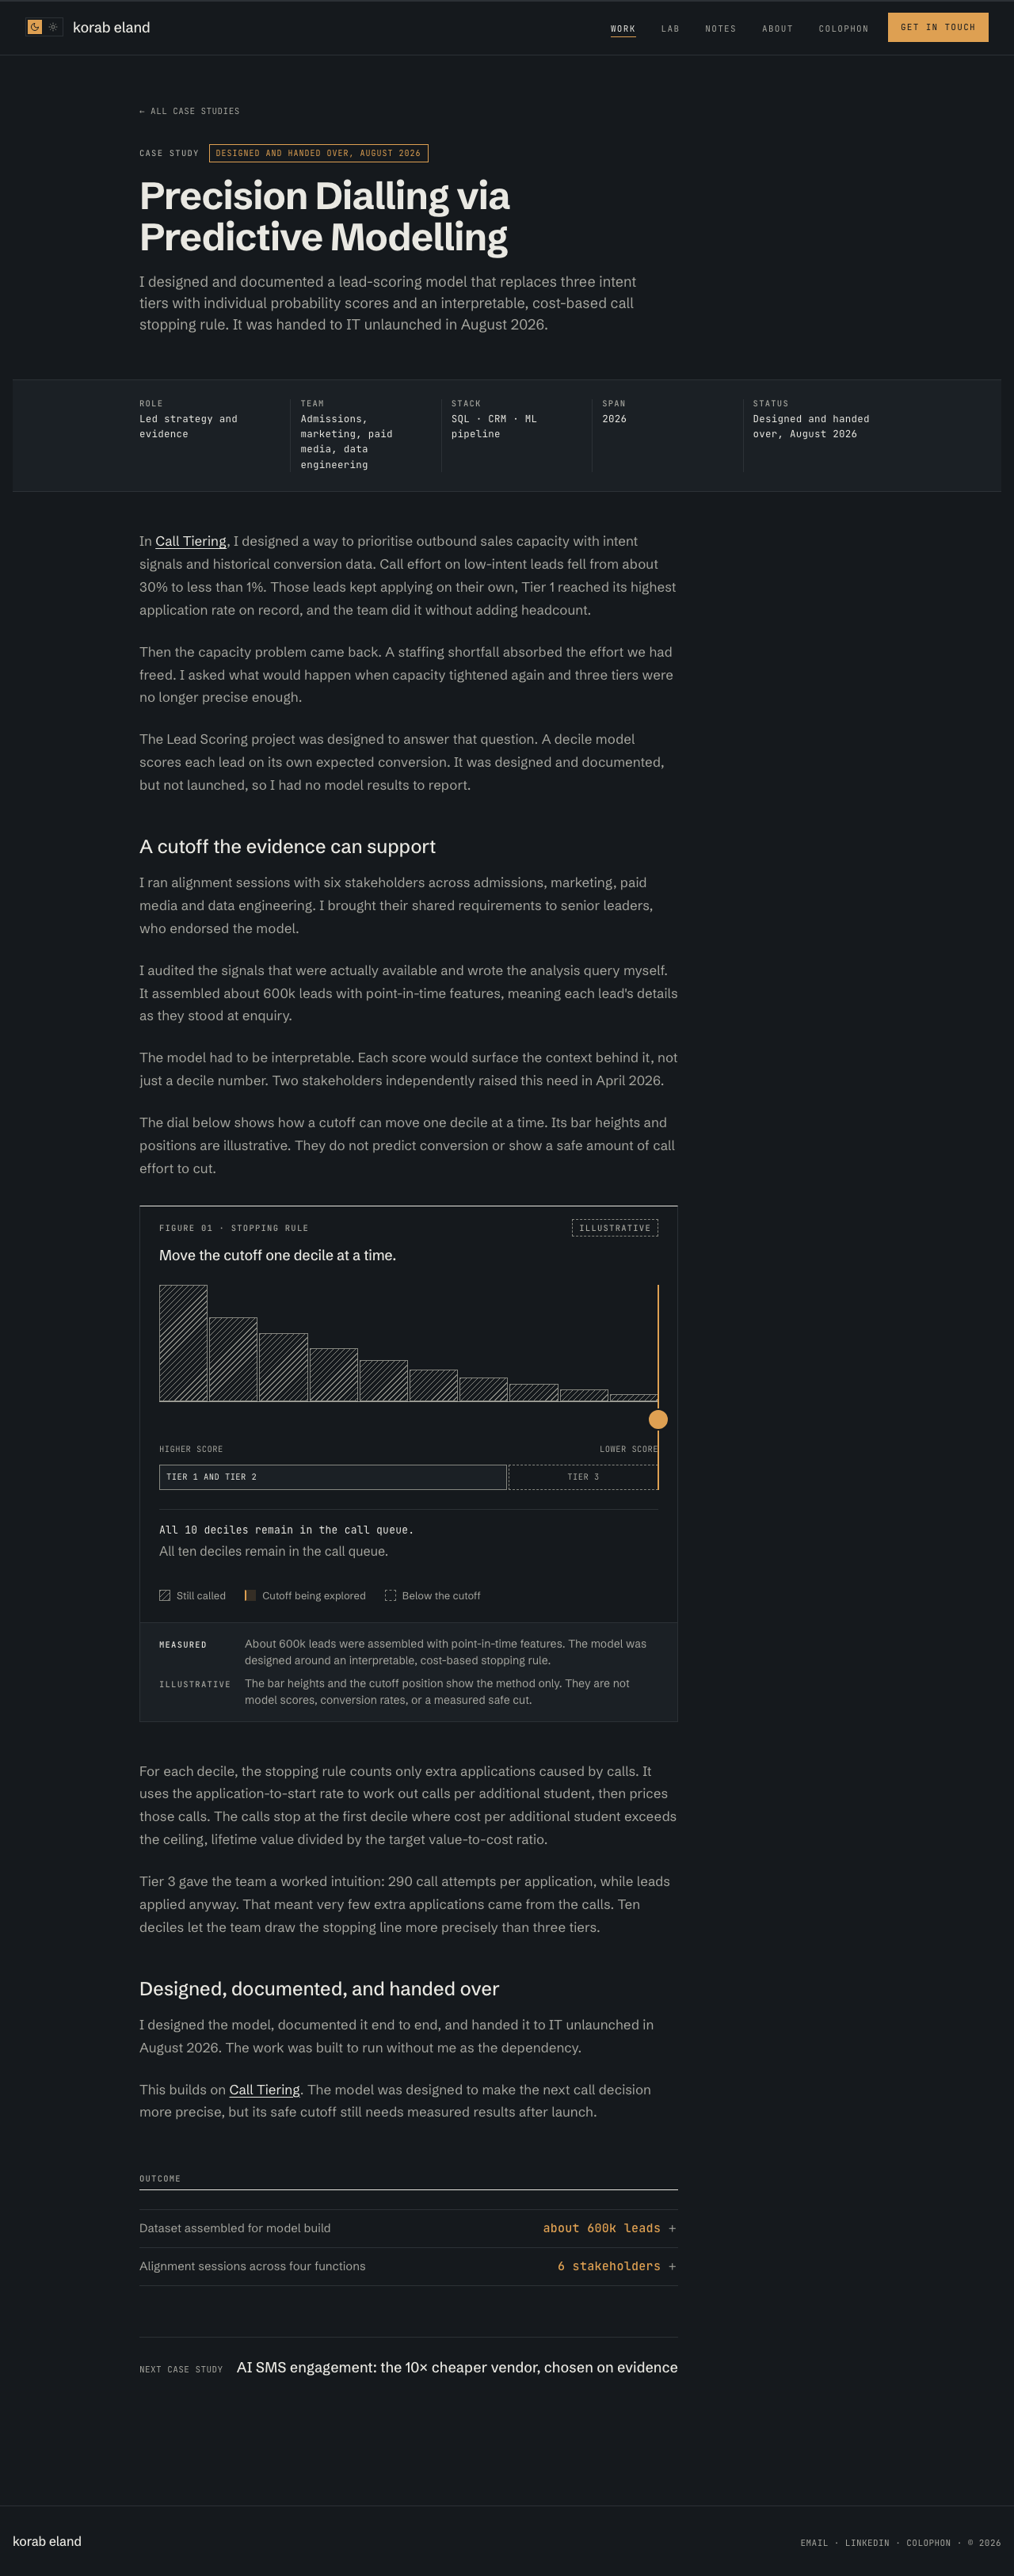 korab eland
WORK
LAB
NOTES
ABOUT
COLOPHON
GET IN TOUCH
← ALL CASE STUDIES
CASE STUDY
DESIGNED AND HANDED OVER, AUGUST 2026
Precision Dialling via
Predictive Modelling
I designed and documented a lead-scoring model that replaces three intent
tiers with individual probability scores and an interpretable, cost-based call
stopping rule. It was handed to IT unlaunched in August 2026.
ROLE
Led strategy and
evidence
TEAM
Admissions,
marketing, paid
media, data
engineering
STACK
SQL · CRM · ML
pipeline
SPAN
2026
STATUS
Designed and handed
over, August 2026
In Call Tiering, I designed a way to prioritise outbound sales capacity with intent
signals and historical conversion data. Call effort on low-intent leads fell from about
30% to less than 1%. Those leads kept applying on their own, Tier 1 reached its highest
application rate on record, and the team did it without adding headcount.
Then the capacity problem came back. A staffing shortfall absorbed the effort we had
freed. I asked what would happen when capacity tightened again and three tiers were
no longer precise enough.
The Lead Scoring project was designed to answer that question. A decile model
scores each lead on its own expected conversion. It was designed and documented,
but not launched, so I had no model results to report.
A cutoff the evidence can support
I ran alignment sessions with six stakeholders across admissions, marketing, paid
media and data engineering. I brought their shared requirements to senior leaders,
who endorsed the model.
I audited the signals that were actually available and wrote the analysis query myself.
It assembled about 600k leads with point-in-time features, meaning each lead's details
as they stood at enquiry.
The model had to be interpretable. Each score would surface the context behind it, not
just a decile number. Two stakeholders independently raised this need in April 2026.
The dial below shows how a cutoff can move one decile at a time. Its bar heights and
positions are illustrative. They do not predict conversion or show a safe amount of call
effort to cut.
FIGURE 01 · STOPPING RULE
ILLUSTRATIVE
Move the cutoff one decile at a time.
HIGHER SCORE
LOWER SCORE
TIER 1 AND TIER 2
TIER 3
All 10 deciles remain in the call queue.
All ten deciles remain in the call queue.
Still called
Cutoff being explored
Below the cutoff
MEASURED
About 600k leads were assembled with point-in-time features. The model was
designed around an interpretable, cost-based stopping rule.
ILLUSTRATIVE
The bar heights and the cutoff position show the method only. They are not
model scores, conversion rates, or a measured safe cut.
For each decile, the stopping rule counts only extra applications caused by calls. It
uses the application-to-start rate to work out calls per additional student, then prices
those calls. The calls stop at the first decile where cost per additional student exceeds
the ceiling, lifetime value divided by the target value-to-cost ratio.
Tier 3 gave the team a worked intuition: 290 call attempts per application, while leads
applied anyway. That meant very few extra applications came from the calls. Ten
deciles let the team draw the stopping line more precisely than three tiers.
Designed, documented, and handed over
I designed the model, documented it end to end, and handed it to IT unlaunched in
August 2026. The work was built to run without me as the dependency.
This builds on Call Tiering. The model was designed to make the next call decision
more precise, but its safe cutoff still needs measured results after launch.
OUTCOME
Dataset assembled for model build
about 600k leads +
Alignment sessions across four functions
6 stakeholders +
NEXT CASE STUDY
AI SMS engagement: the 10× cheaper vendor, chosen on evidence
korab eland
EMAIL · LINKEDIN · COLOPHON · © 2026